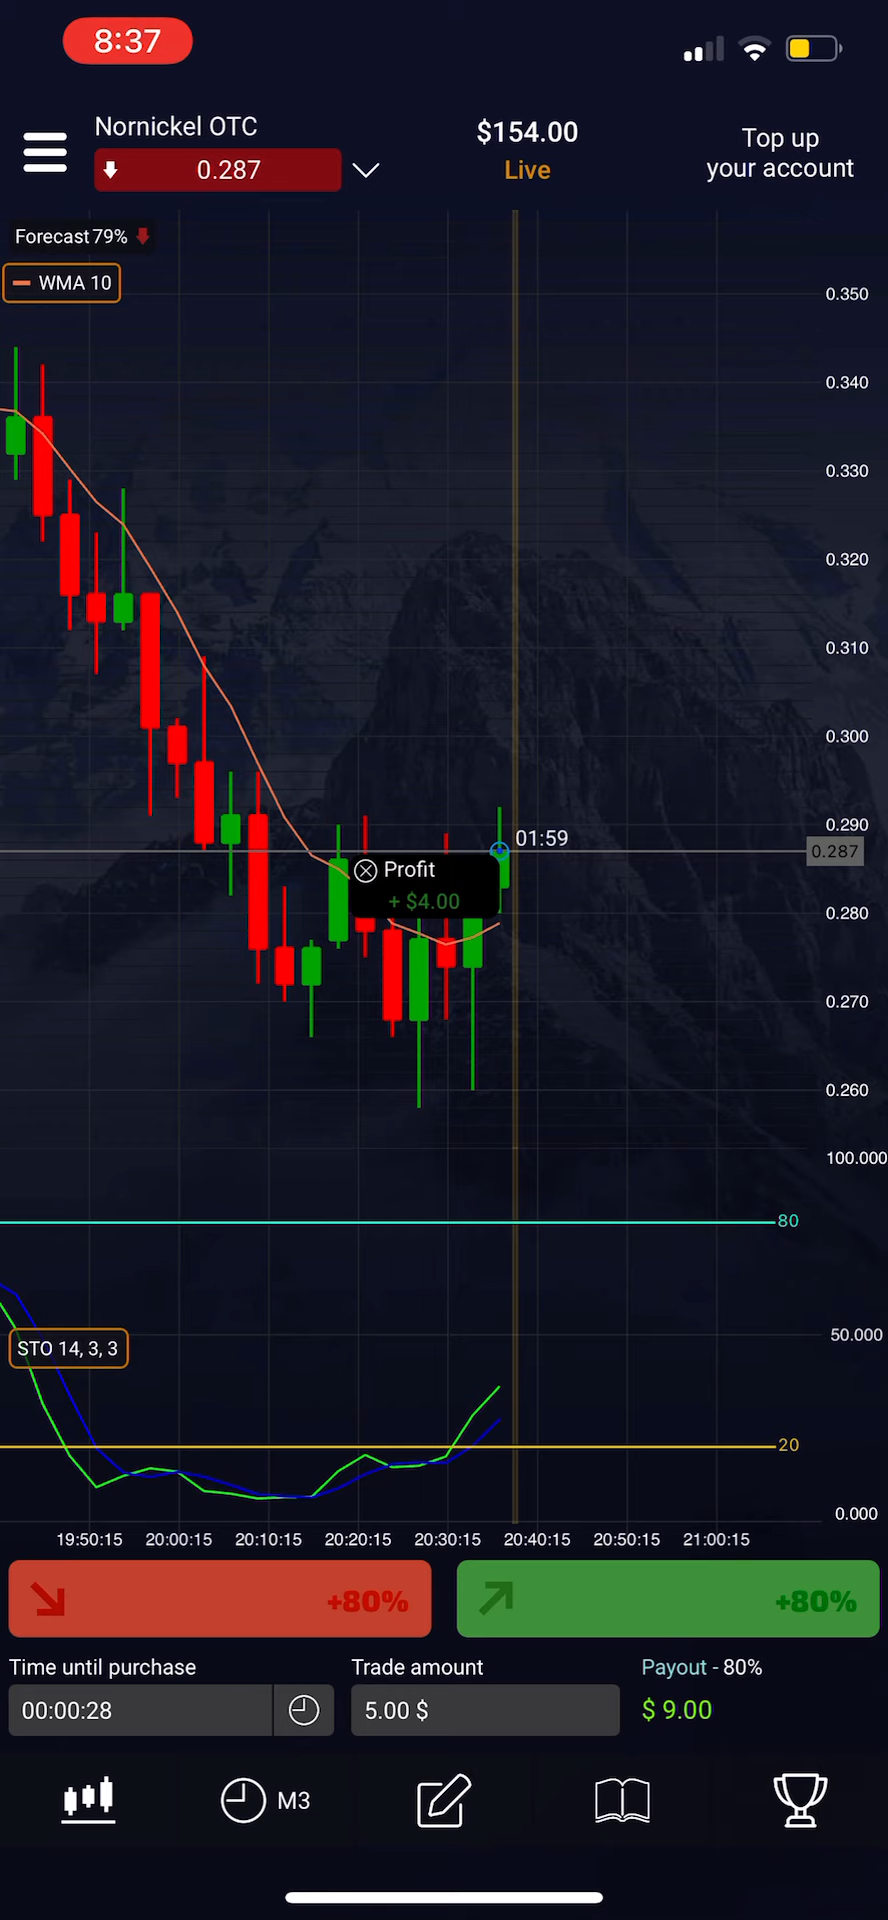 8:37
Nornickel OTC
0.287
$154.00
Live
Top up
your account
Forecast 79%
WMA 10
0.350
0.340
0.330
0.320
0.310
0.300
0.290
01:59
0.287
Profit
+ $4.00
0.280
0.270
0.260
100.000
80
50.000
STO 14, 3, 3
20
0.000
19:50:15
20:00:15
20:10:15
20:20:15
20:30:15
20:40:15
20:50:15
21:00:15
+80%
+80%
Time until purchase
Trade amount
Payout - 80%
00:00:28
5.00 $
$ 9.00
M3